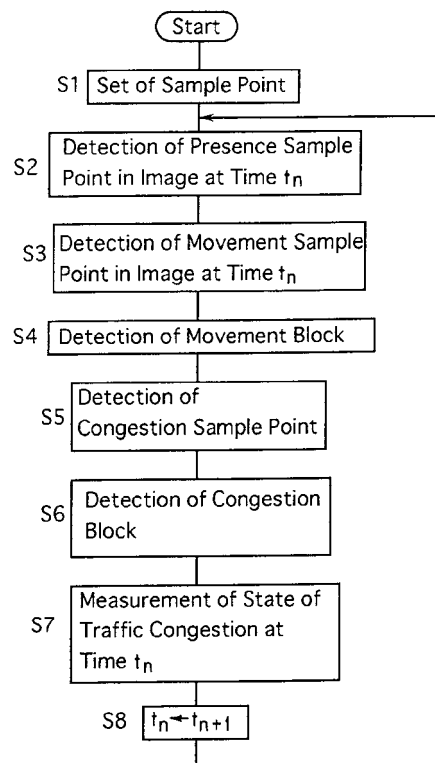 Start
S1 Set of Sample Point
S2 Detection of Presence Sample
Point in Image at Time tn
S3 Detection of Movement Sample
Point in Image at Time tn
S4 Detection of Movement Block
S5 Detection of
Congestion Sample Point
S6 Detection of Congestion
Block
S7 Measurement of State of
Traffic Congestion at
Time tn
S8 tn←tn+1